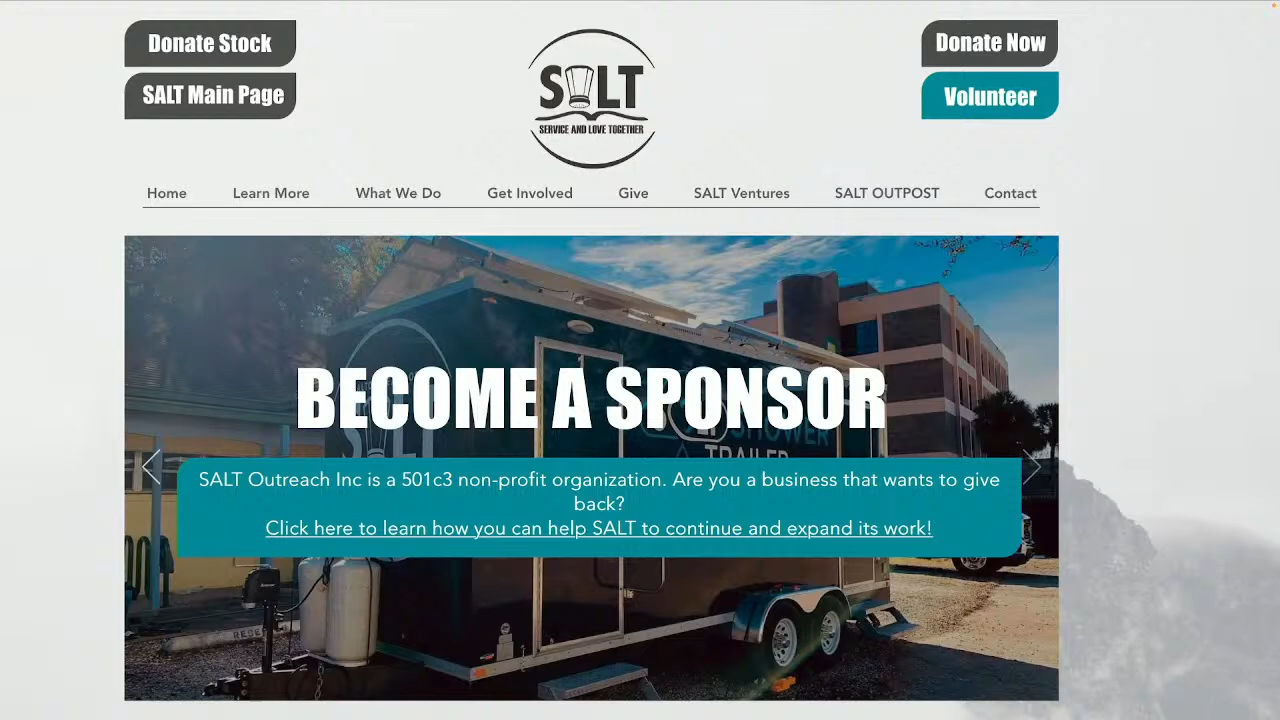 Donate Stock
SALT Main Page
SALT
SERVICE AND LOVE TOGETHER
Donate Now
Volunteer
Home Learn More What We Do Get Involved Give SALT Ventures SALT OUTPOST Contact
BECOME A SPONSOR
SHOWER
TRAILER
SALT Outreach Inc is a 501c3 non-profit organization. Are you a business that wants to give
back?
Click here to learn how you can help SALT to continue and expand its work!